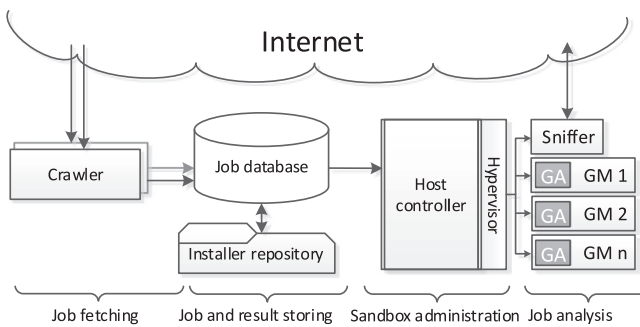 Internet
Crawler
Job database
Installer repository
Host
controller
Hypervisor
Sniffer
GA GM 1
GA GM 2
GA GM n
Job fetching
Job and result storing
Sandbox administration
Job analysis